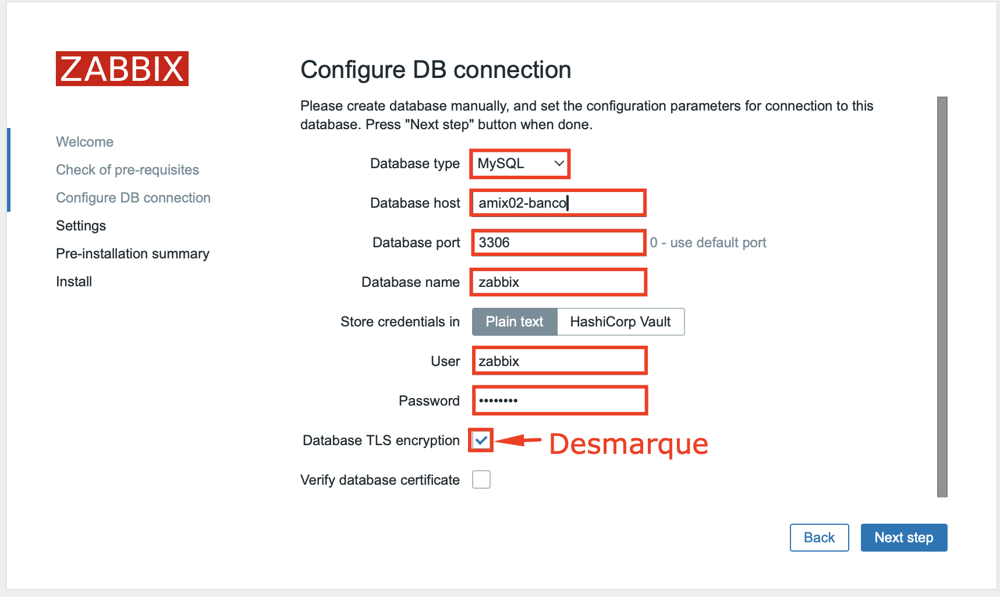 ZABBIX
Welcome
Check of pre-requisites
Configure DB connection
Settings
Pre-installation summary
Install
Configure DB connection
Please create database manually, and set the configuration parameters for connection to this
database. Press "Next step" button when done.
Database type MySQL
Database host amix02-banco
Database port 3306 0 - use default port
Database name zabbix
Store credentials in Plain text HashiCorp Vault
User zabbix
Password ••••••••
Database TLS encryption Desmarque
Verify database certificate
Back Next step